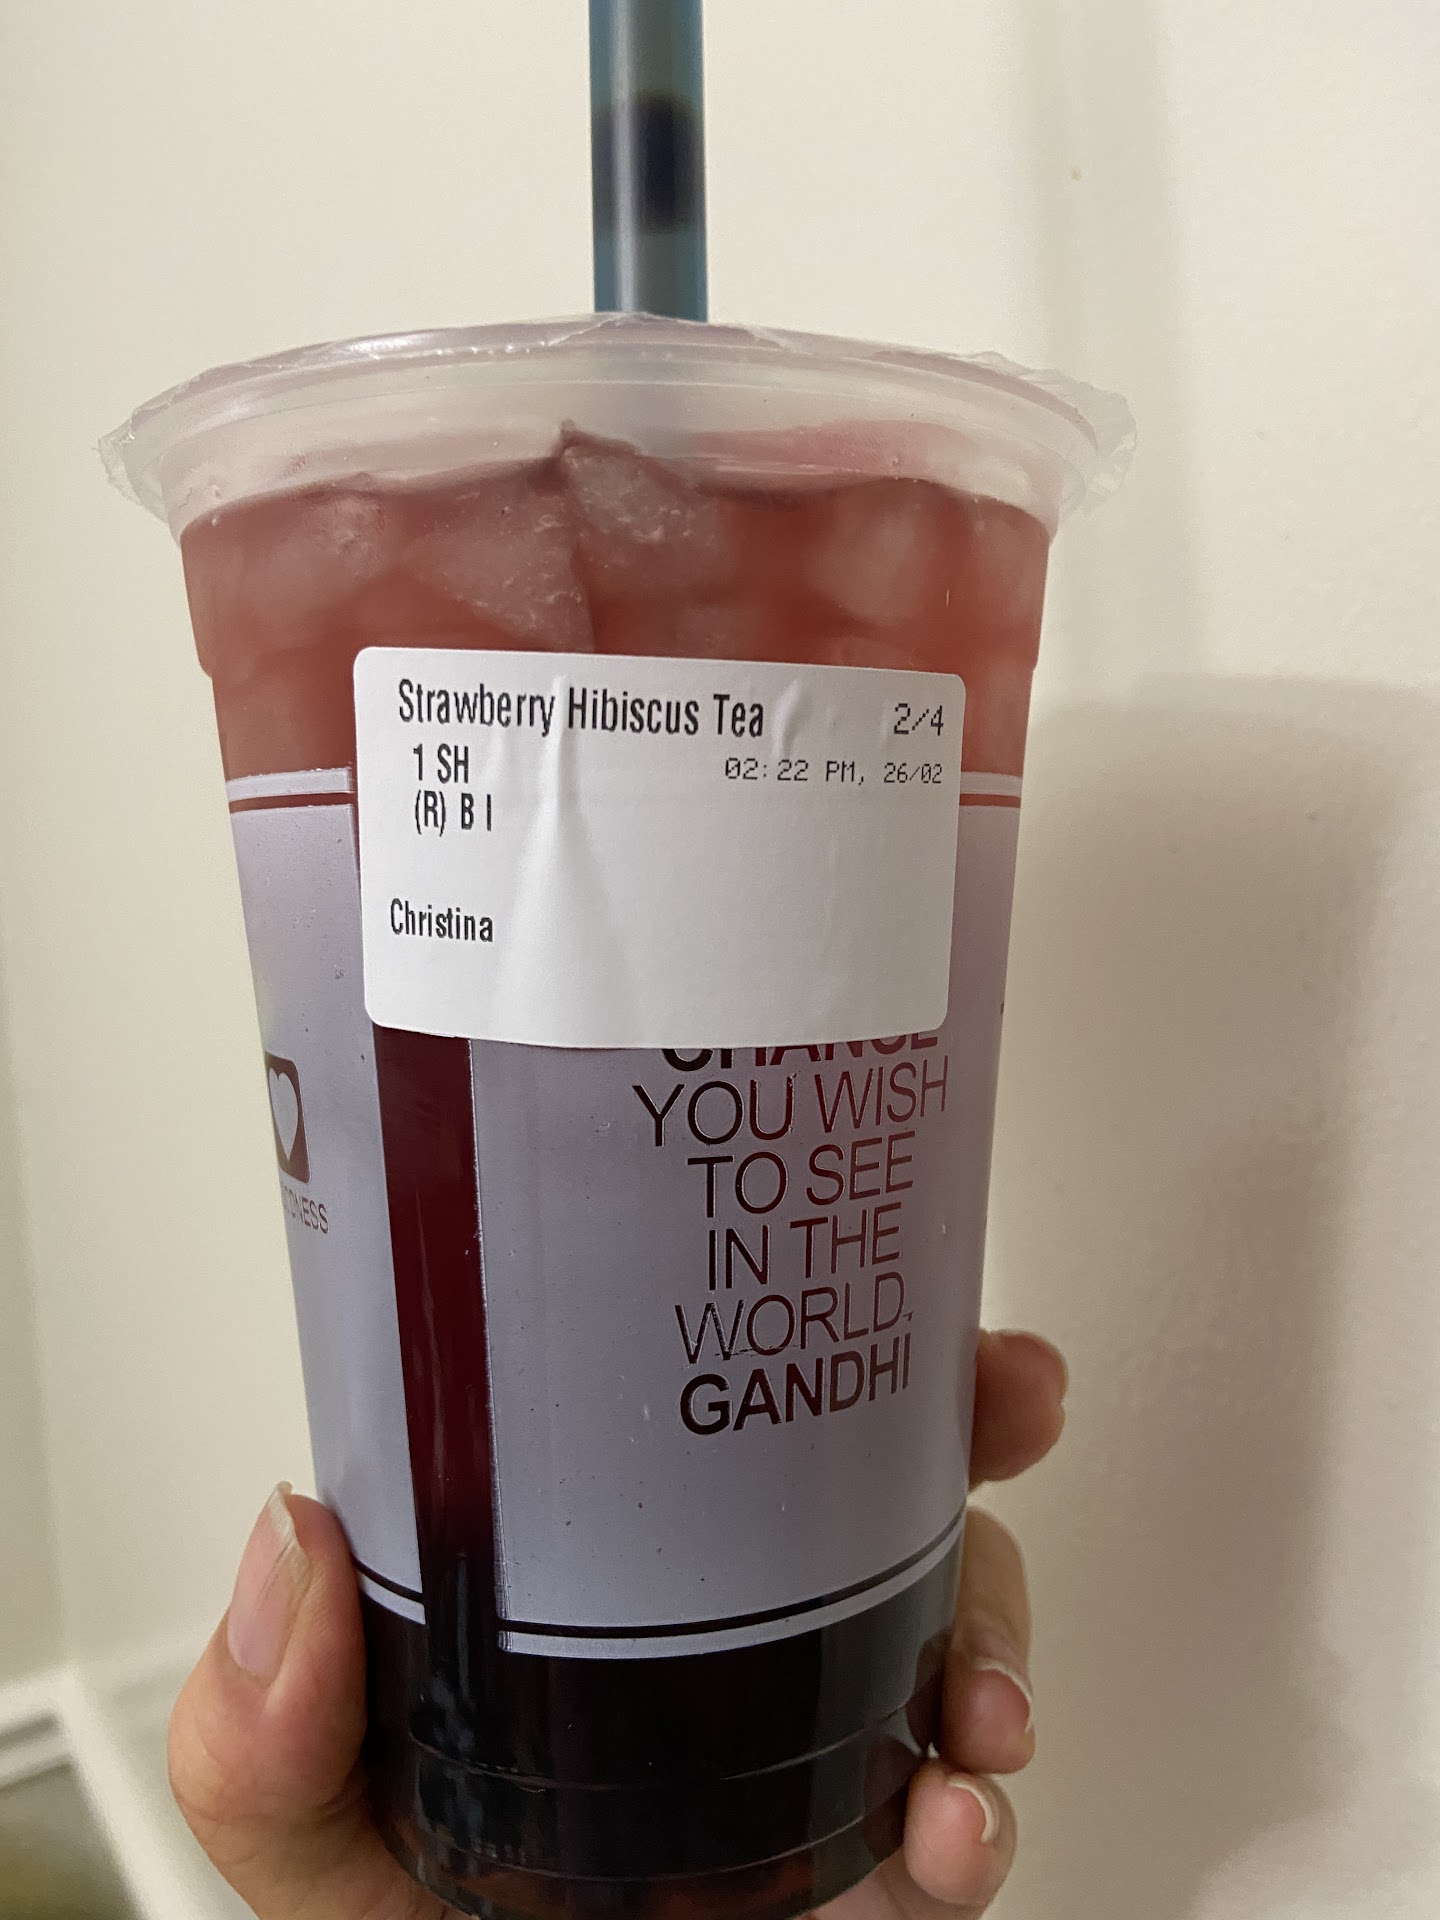 Strawberry Hibiscus Tea 2/4
1 SH 02:22 PM, 26/02
(R) B I
Christina
CHANGE
YOU WISH
TO SEE
IN THE
WORLD.
GANDHI